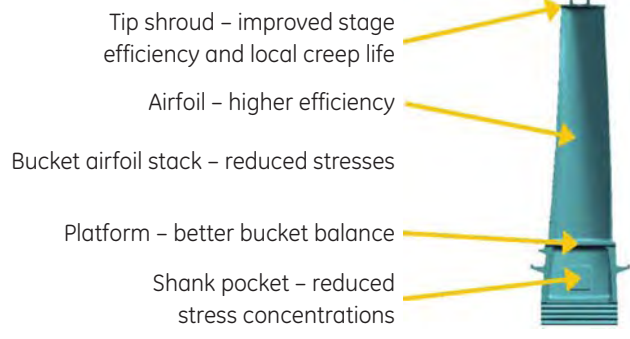 Tip shroud – improved stage
efficiency and local creep life
Airfoil – higher efficiency
Bucket airfoil stack – reduced stresses
Platform – better bucket balance
Shank pocket – reduced
stress concentrations